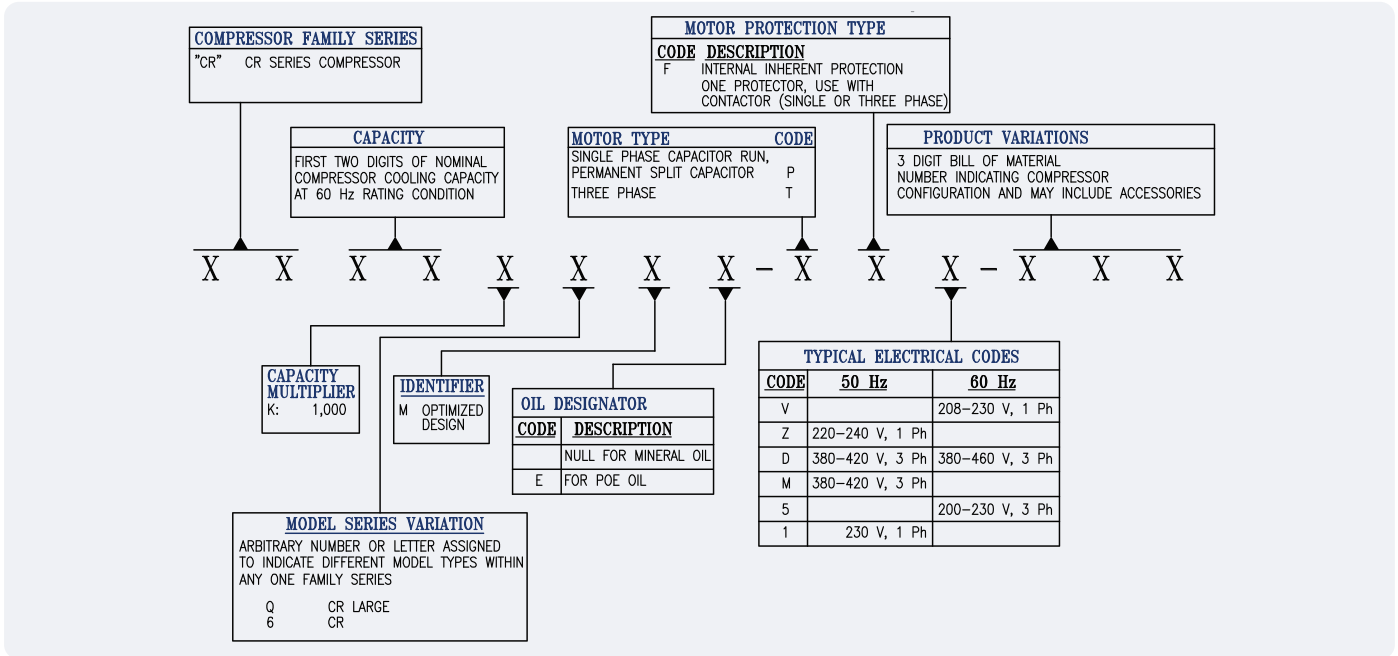 COMPRESSOR FAMILY SERIES
"CR" CR SERIES COMPRESSOR
MOTOR PROTECTION TYPE
CODE DESCRIPTION
F INTERNAL INHERENT PROTECTION
ONE PROTECTOR, USE WITH
CONTACTOR (SINGLE OR THREE PHASE)
CAPACITY
FIRST TWO DIGITS OF NOMINAL
COMPRESSOR COOLING CAPACITY
AT 60 Hz RATING CONDITION
MOTOR TYPE CODE
SINGLE PHASE CAPACITOR RUN,
PERMANENT SPLIT CAPACITOR P
THREE PHASE T
PRODUCT VARIATIONS
3 DIGIT BILL OF MATERIAL
NUMBER INDICATING COMPRESSOR
CONFIGURATION AND MAY INCLUDE ACCESSORIES
X X X X X X X X – X X X – X X X
CAPACITY
MULTIPLIER
K: 1,000
IDENTIFIER
M OPTIMIZED
DESIGN
OIL DESIGNATOR
CODE DESCRIPTION
NULL FOR MINERAL OIL
E FOR POE OIL
TYPICAL ELECTRICAL CODES
CODE 50 Hz 60 Hz
V 208–230 V, 1 Ph
Z 220–240 V, 1 Ph
D 380–420 V, 3 Ph 380–460 V, 3 Ph
M 380–420 V, 3 Ph
5 200–230 V, 3 Ph
1 230 V, 1 Ph
MODEL SERIES VARIATION
ARBITRARY NUMBER OR LETTER ASSIGNED
TO INDICATE DIFFERENT MODEL TYPES WITHIN
ANY ONE FAMILY SERIES
Q CR LARGE
6 CR